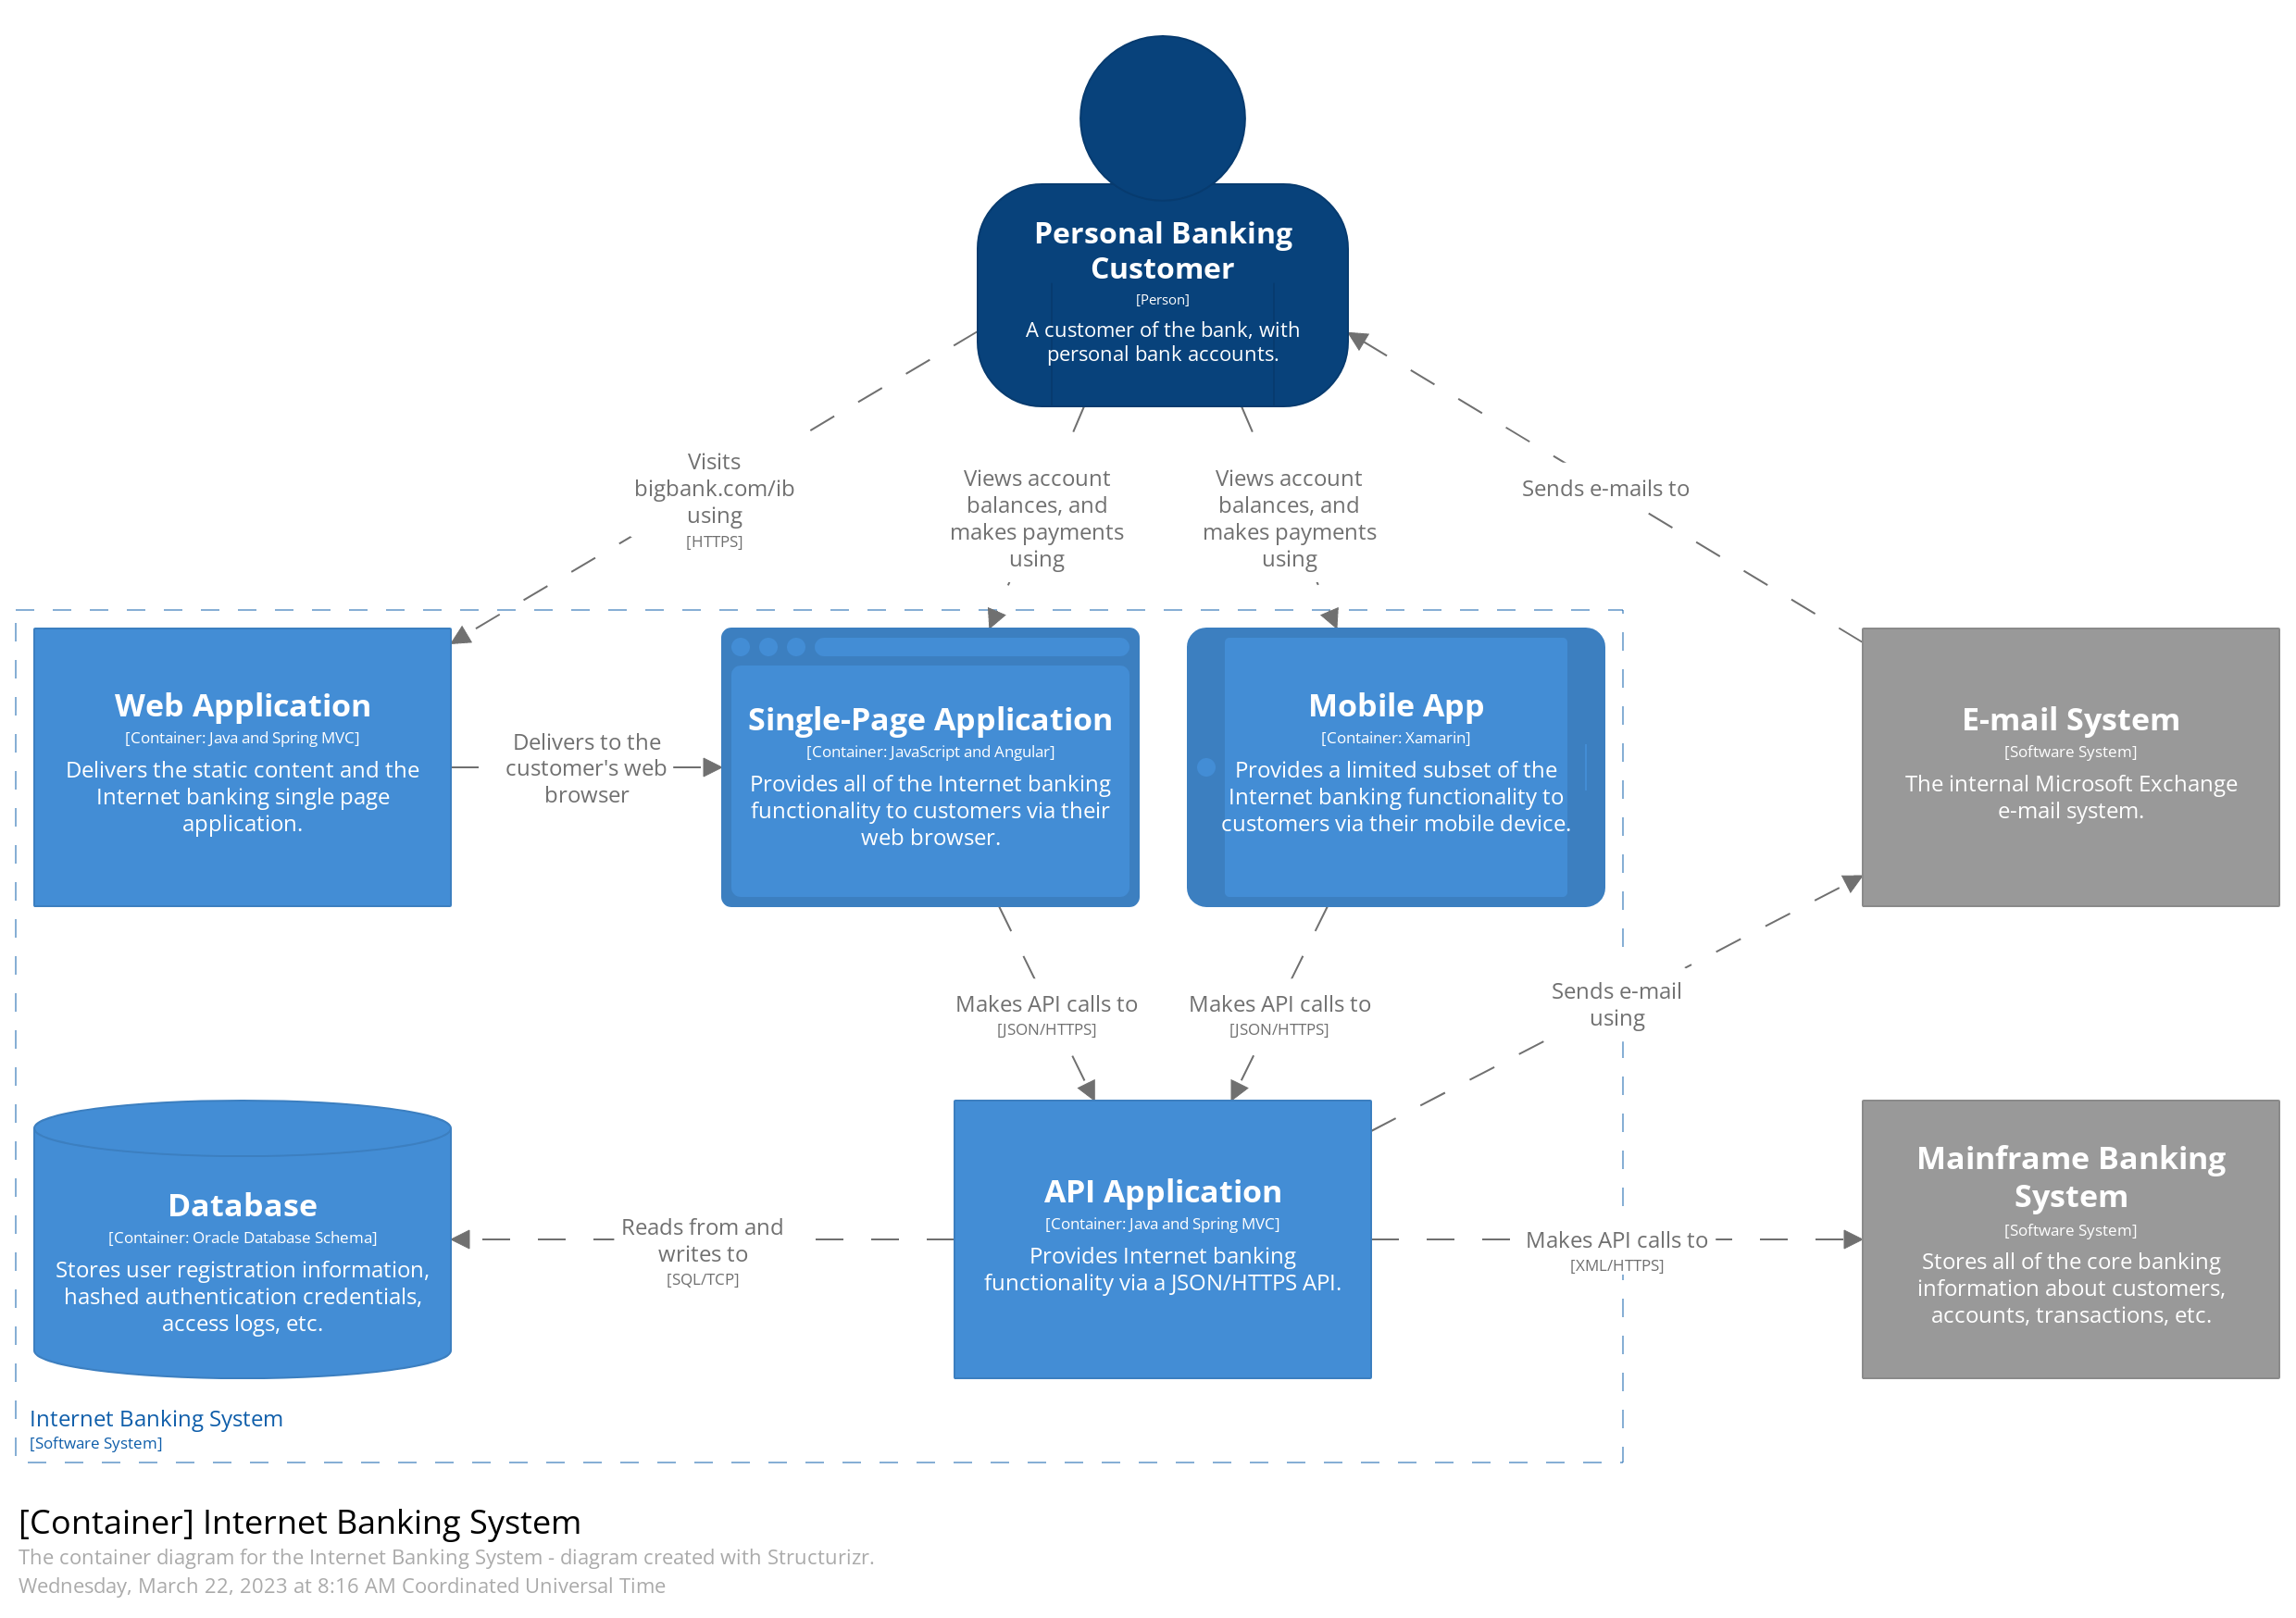 Personal Banking
Customer
[Person]
A customer of the bank, with
personal bank accounts.
Visits
bigbank.com/ib
using
[HTTPS]
Views account
balances, and
makes payments
using
Views account
balances, and
makes payments
using
Sends e-mails to
Web Application
[Container: Java and Spring MVC]
Delivers the static content and the
Internet banking single page
application.
Delivers to the
customer's web
browser
Single-Page Application
[Container: JavaScript and Angular]
Provides all of the Internet banking
functionality to customers via their
web browser.
Mobile App
[Container: Xamarin]
Provides a limited subset of the
Internet banking functionality to
customers via their mobile device.
E-mail System
[Software System]
The internal Microsoft Exchange
e-mail system.
Makes API calls to
[JSON/HTTPS]
Makes API calls to
[JSON/HTTPS]
Sends e-mail
using
Database
[Container: Oracle Database Schema]
Stores user registration information,
hashed authentication credentials,
access logs, etc.
Reads from and
writes to
[SQL/TCP]
API Application
[Container: Java and Spring MVC]
Provides Internet banking
functionality via a JSON/HTTPS API.
Makes API calls to
[XML/HTTPS]
Mainframe Banking
System
[Software System]
Stores all of the core banking
information about customers,
accounts, transactions, etc.
Internet Banking System
[Software System]
[Container] Internet Banking System
The container diagram for the Internet Banking System - diagram created with Structurizr.
Wednesday, March 22, 2023 at 8:16 AM Coordinated Universal Time